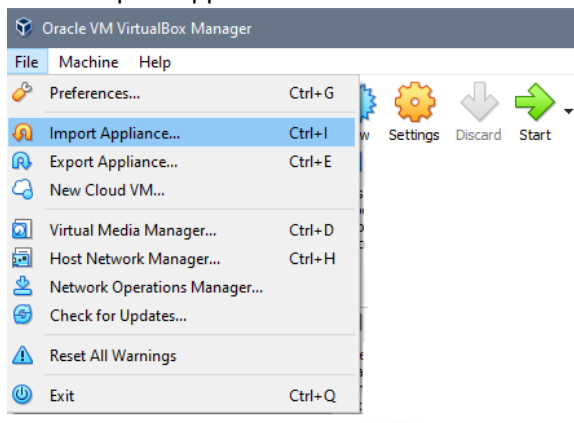 Oracle VM VirtualBox Manager
File Machine Help
Preferences... Ctrl+G
Settings Discard Start
Import Appliance... Ctrl+I
Export Appliance... Ctrl+E
New Cloud VM...
Virtual Media Manager... Ctrl+D
Host Network Manager... Ctrl+H
Network Operations Manager...
Check for Updates...
Reset All Warnings
Exit Ctrl+Q